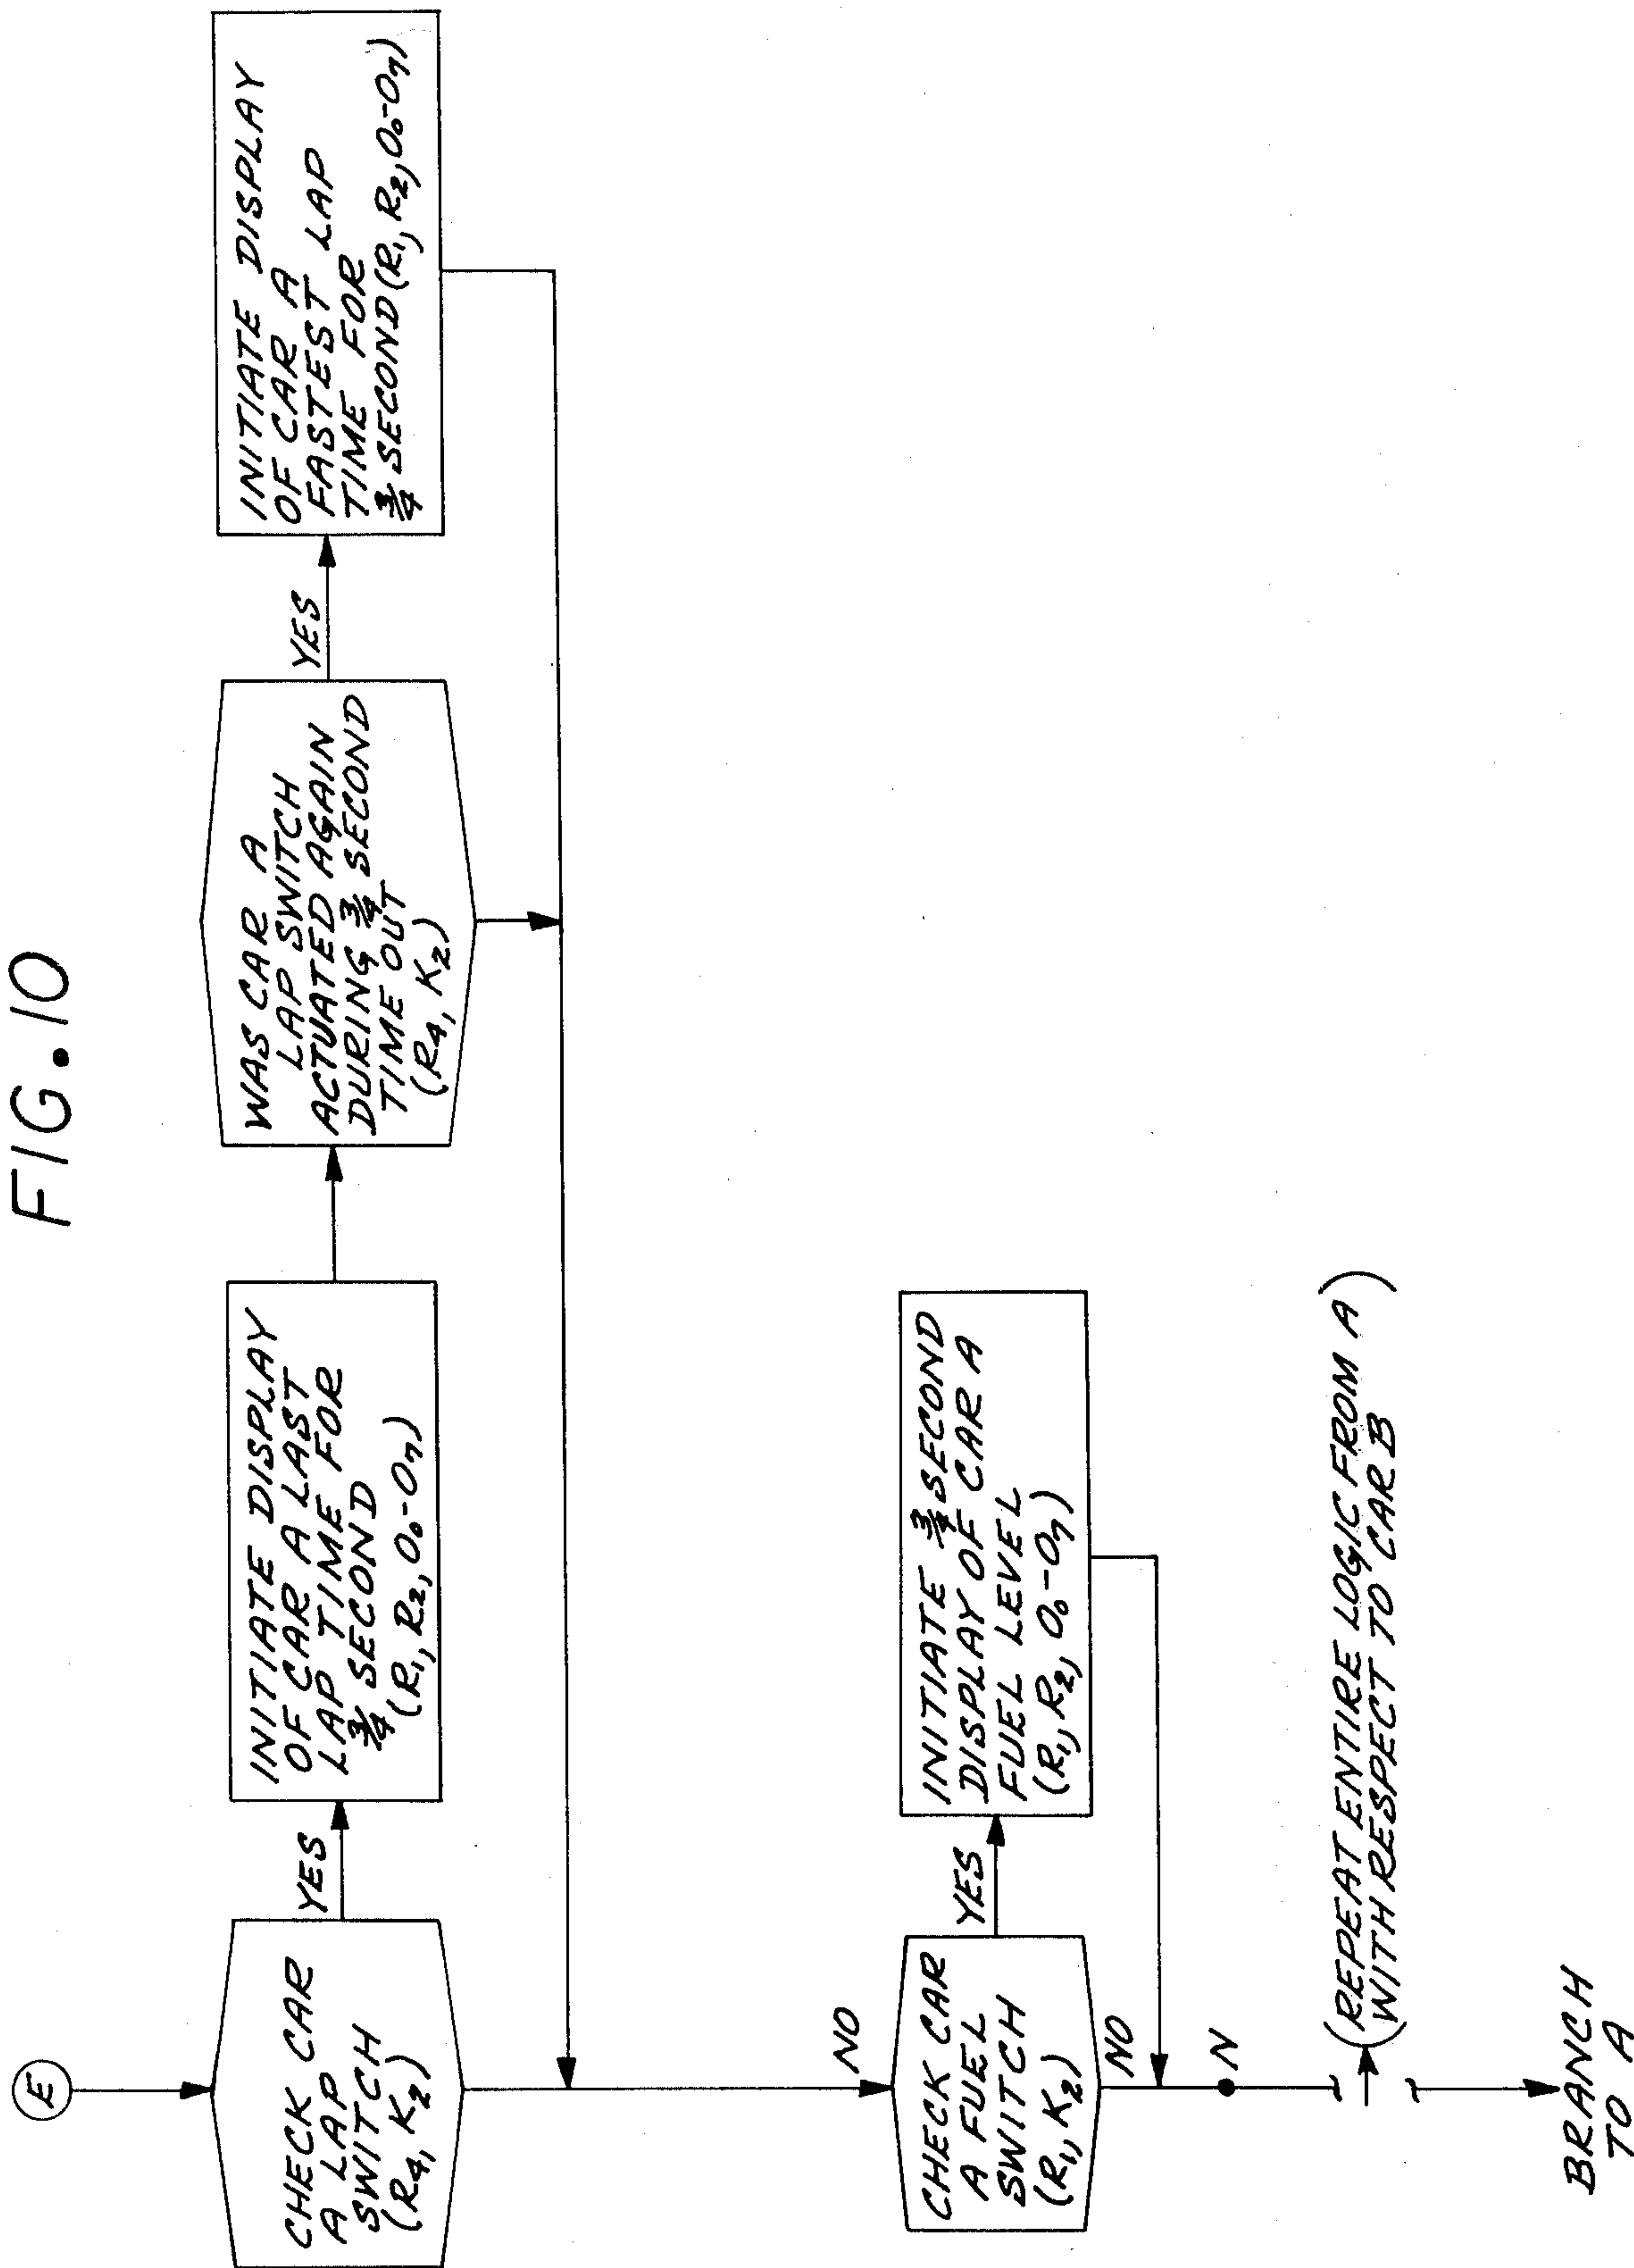 FIG. 10
E
CHECK CAR
A LAP
SWITCH
(R4, K2)
YES
INITIATE DISPLAY
OF CAR A LAST
LAP TIME FOR
3/4 SECOND
(R1, R2, O0-O7)
WAS CAR A
LAP SWITCH
ACTUATED AGAIN
DURING 3/4 SECOND
TIME OUT
(R4, K2)
YES
INITIATE DISPLAY
OF CAR A
FASTEST LAP
TIME FOR
3/4 SECOND (R1, R2, O0-O7)
NO
CHECK CAR
A FUEL
SWITCH
(R1, K2)
YES
INITIATE 3/4 SECOND
DISPLAY OF CAR A
FUEL LEVEL
(R1, R2, O0-O7)
NO
N
(REPEAT ENTIRE LOGIC FROM A)
WITH RESPECT TO CAR B
BRANCH
TO A